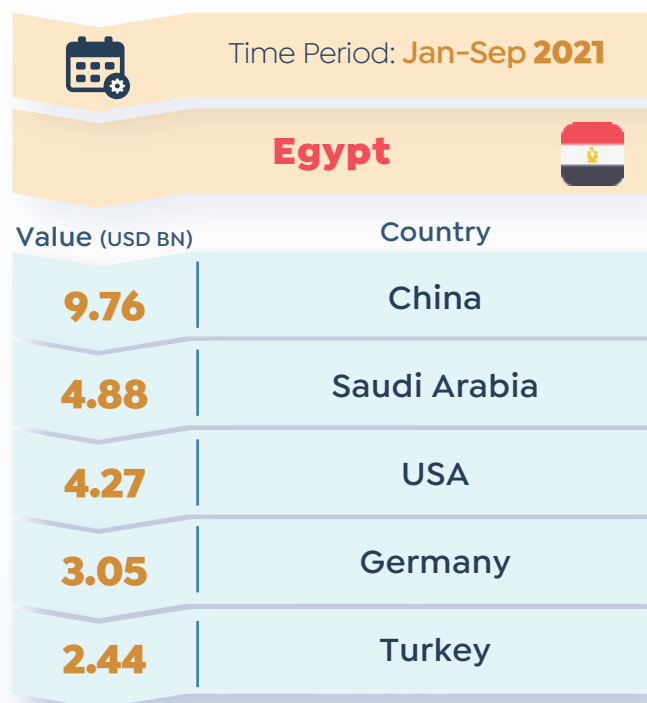 Time Period: Jan-Sep 2021
Egypt
Value (USD BN) Country
9.76 China
4.88 Saudi Arabia
4.27 USA
3.05 Germany
2.44 Turkey